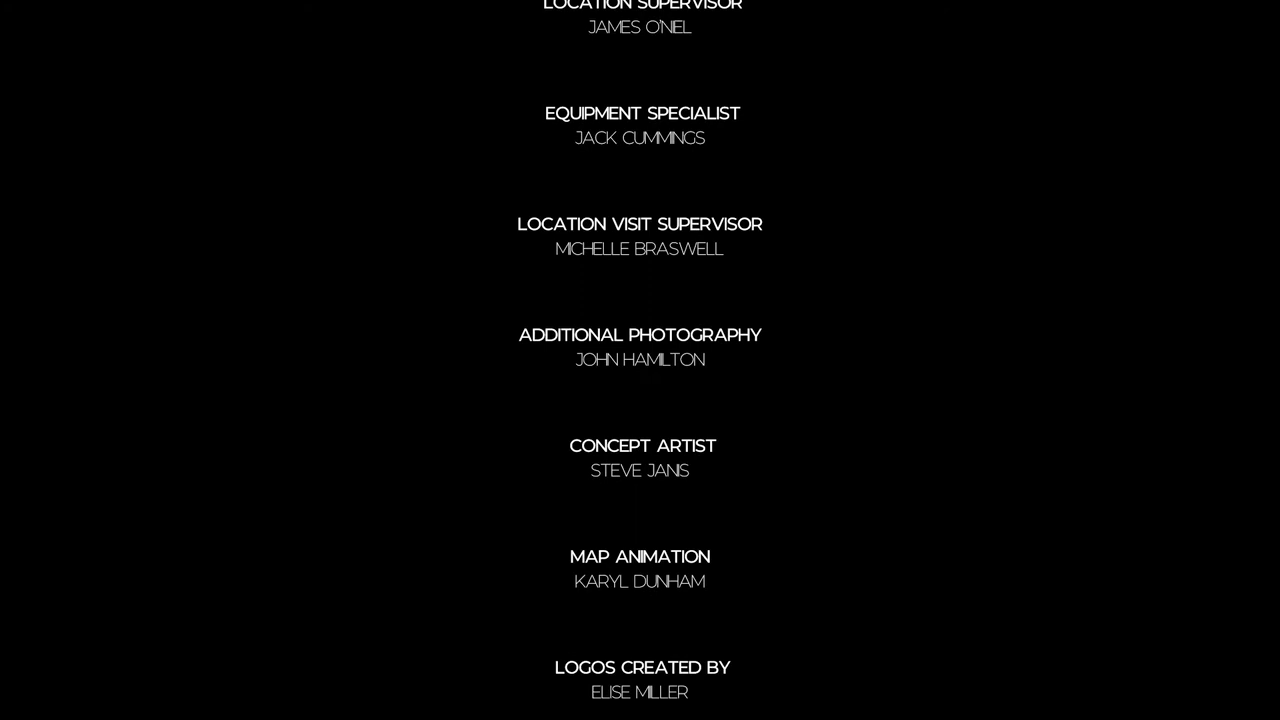 LOCATION SUPERVISOR
JAMES O'NIEL
EQUIPMENT SPECIALIST
JACK CUMMINGS
LOCATION VISIT SUPERVISOR
MICHELLE BRASWELL
ADDITIONAL PHOTOGRAPHY
JOHN HAMILTON
CONCEPT ARTIST
STEVE JANIS
MAP ANIMATION
KARYL DUNHAM
LOGOS CREATED BY
ELISE MILLER